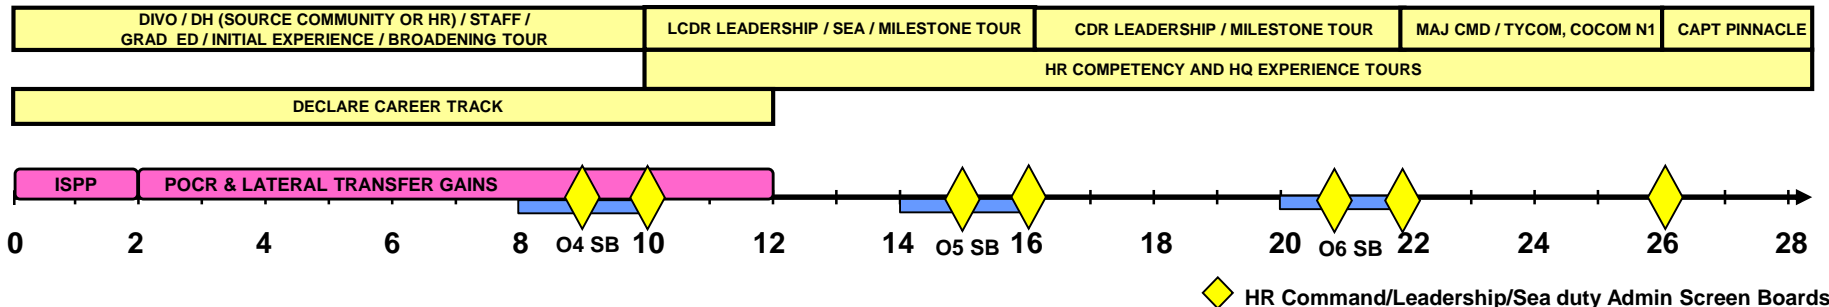 DIVO / DH (SOURCE COMMUNITY OR HR) / STAFF /
GRAD ED / INITIAL EXPERIENCE / BROADENING TOUR
LCDR LEADERSHIP / SEA / MILESTONE TOUR
CDR LEADERSHIP / MILESTONE TOUR
MAJ CMD / TYCOM, COCOM N1
CAPT PINNACLE
HR COMPETENCY AND HQ EXPERIENCE TOURS
DECLARE CAREER TRACK
ISPP
POCR & LATERAL TRANSFER GAINS
0 2 4 6 8 O4 SB 10 12 14 O5 SB 16 18 20 O6 SB 22 24 26 28
HR Command/Leadership/Sea duty Admin Screen Boards